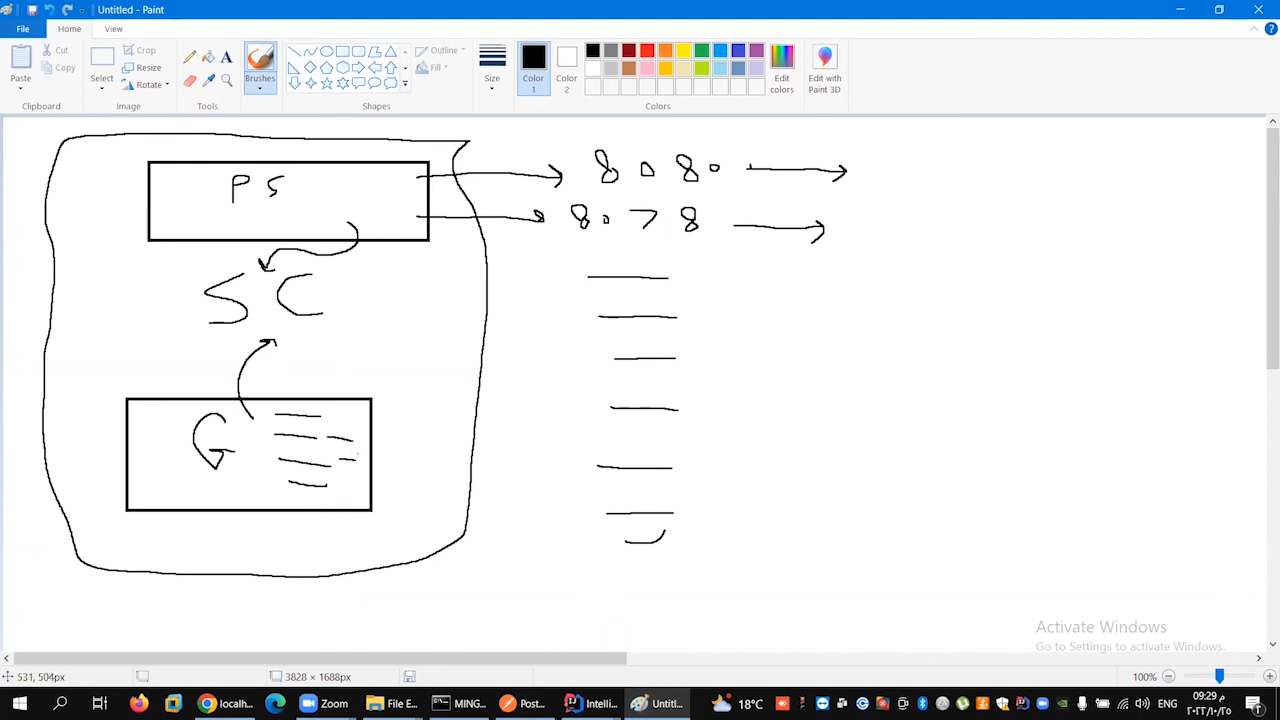 Untitled - Paint
File Home View
Paste Cut Copy Clipboard
Select Crop Resize Rotate Image
Tools
Brushes
Shapes Outline Fill
Size
Color 1 Color 2 Colors
Edit colors
Edit with Paint 3D
PS
8080
8078
SC
G
Activate Windows
Go to Settings to activate Windows.
531, 504px
3828 × 1688px
100%
localh...
Zoom
File E...
MING...
Post...
Intelli...
Untit...
18°C
ENG
09:29 م